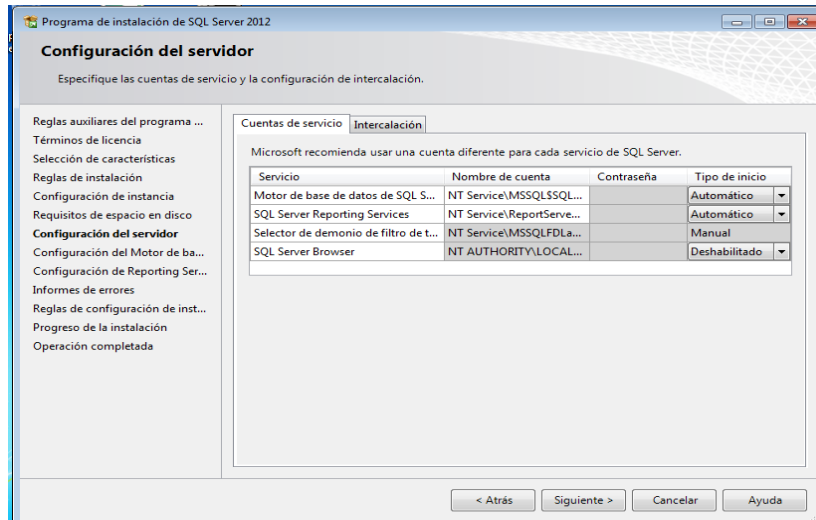 Programa de instalación de SQL Server 2012
Configuración del servidor
Especifique las cuentas de servicio y la configuración de intercalación.
Reglas auxiliares del programa ...
Términos de licencia
Selección de características
Reglas de instalación
Configuración de instancia
Requisitos de espacio en disco
Configuración del servidor
Configuración del Motor de ba...
Configuración de Reporting Ser...
Informes de errores
Reglas de configuración de inst...
Progreso de la instalación
Operación completada
Cuentas de servicio Intercalación
Microsoft recomienda usar una cuenta diferente para cada servicio de SQL Server.
Servicio Nombre de cuenta Contraseña Tipo de inicio
Motor de base de datos de SQL S... NT Service\MSSQL$SQL... Automático
SQL Server Reporting Services NT Service\ReportServe... Automático
Selector de demonio de filtro de t... NT Service\MSSQLFDLa... Manual
SQL Server Browser NT AUTHORITY\LOCAL... Deshabilitado
< Atrás Siguiente > Cancelar Ayuda